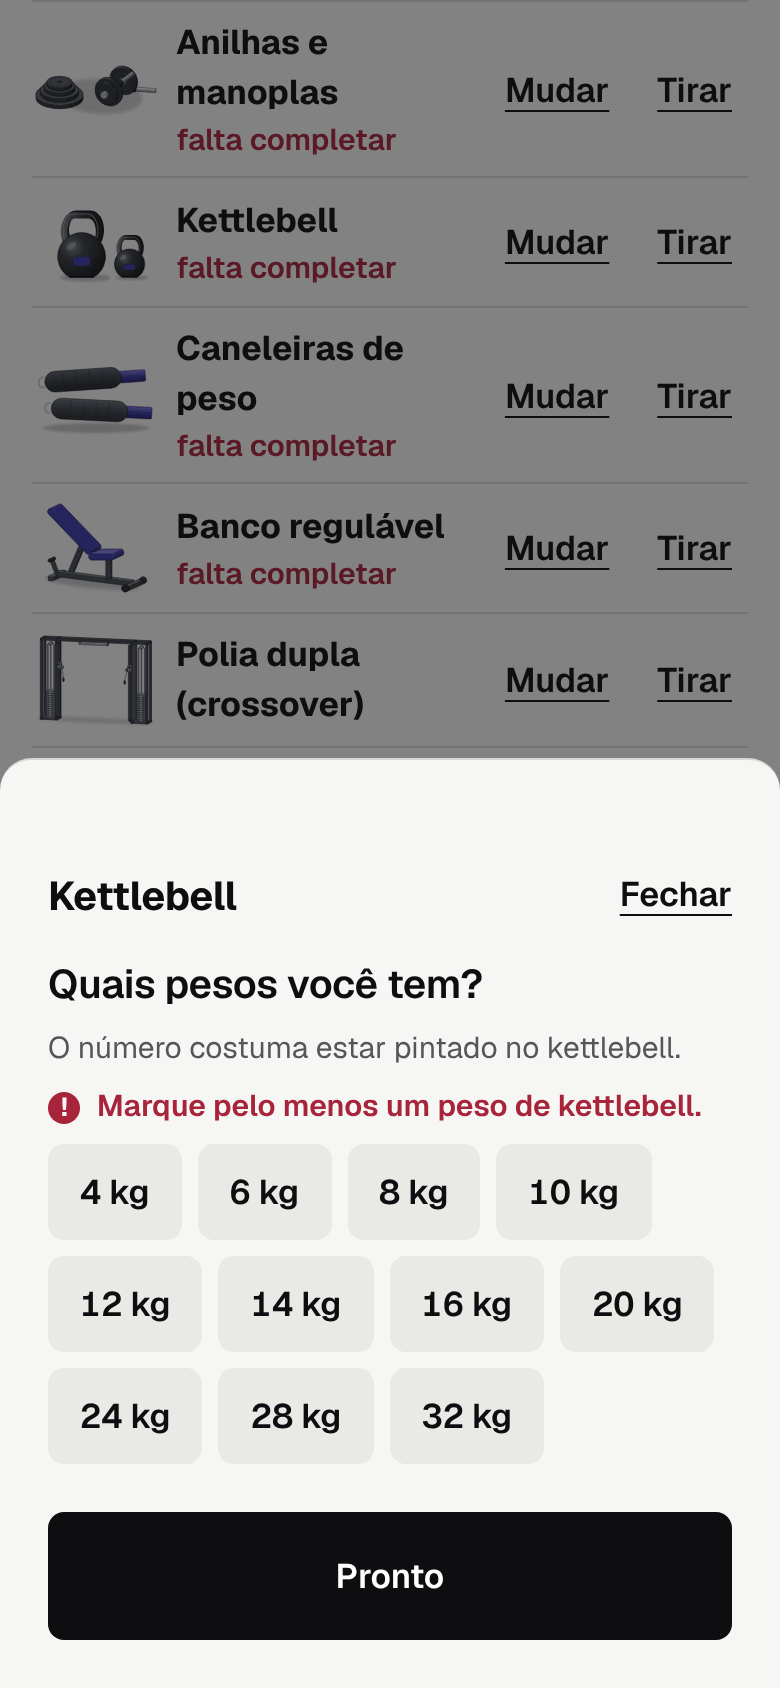 Anilhas e
manoplas
falta completar
Mudar
Tirar
Kettlebell
falta completar
Mudar
Tirar
Caneleiras de
peso
falta completar
Mudar
Tirar
Banco regulável
falta completar
Mudar
Tirar
Polia dupla
(crossover)
Mudar
Tirar
Kettlebell
Fechar
Quais pesos você tem?
O número costuma estar pintado no kettlebell.
! Marque pelo menos um peso de kettlebell.
4 kg
6 kg
8 kg
10 kg
12 kg
14 kg
16 kg
20 kg
24 kg
28 kg
32 kg
Pronto